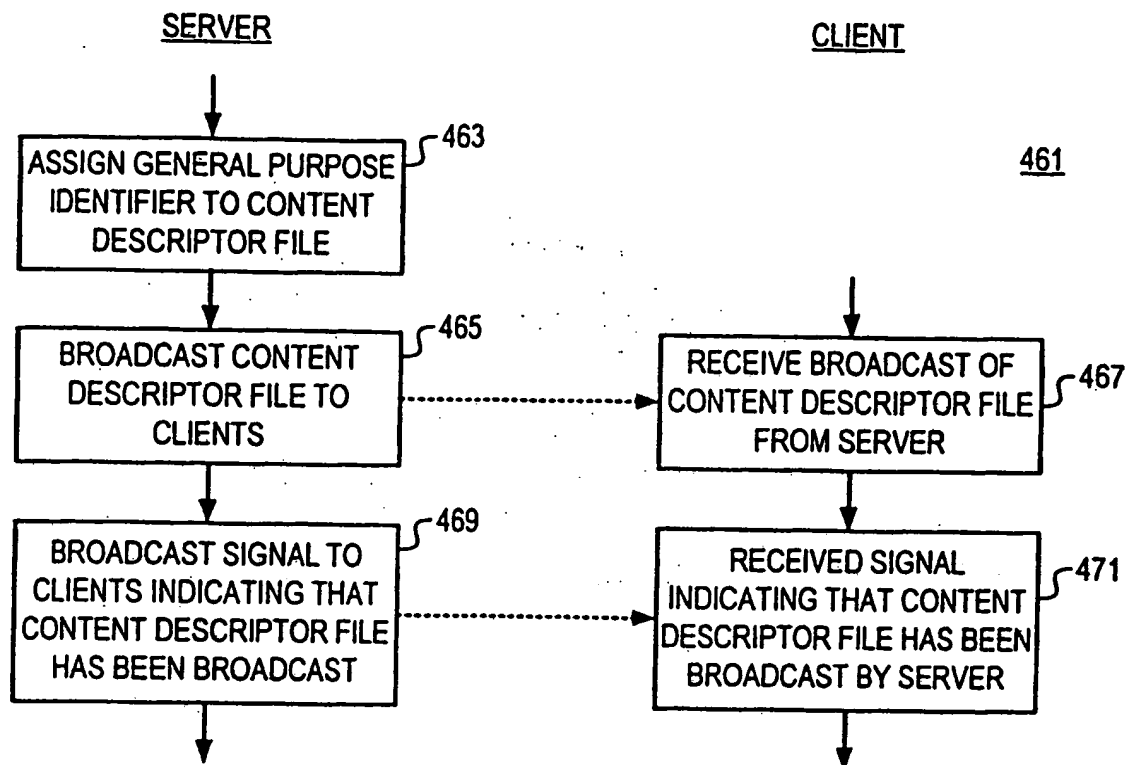 SERVER
CLIENT
463
ASSIGN GENERAL PURPOSE
IDENTIFIER TO CONTENT
DESCRIPTOR FILE
461
465
BROADCAST CONTENT
DESCRIPTOR FILE TO
CLIENTS
RECEIVE BROADCAST OF
CONTENT DESCRIPTOR FILE
FROM SERVER
467
469
BROADCAST SIGNAL TO
CLIENTS INDICATING THAT
CONTENT DESCRIPTOR FILE
HAS BEEN BROADCAST
RECEIVED SIGNAL
INDICATING THAT CONTENT
DESCRIPTOR FILE HAS BEEN
BROADCAST BY SERVER
471